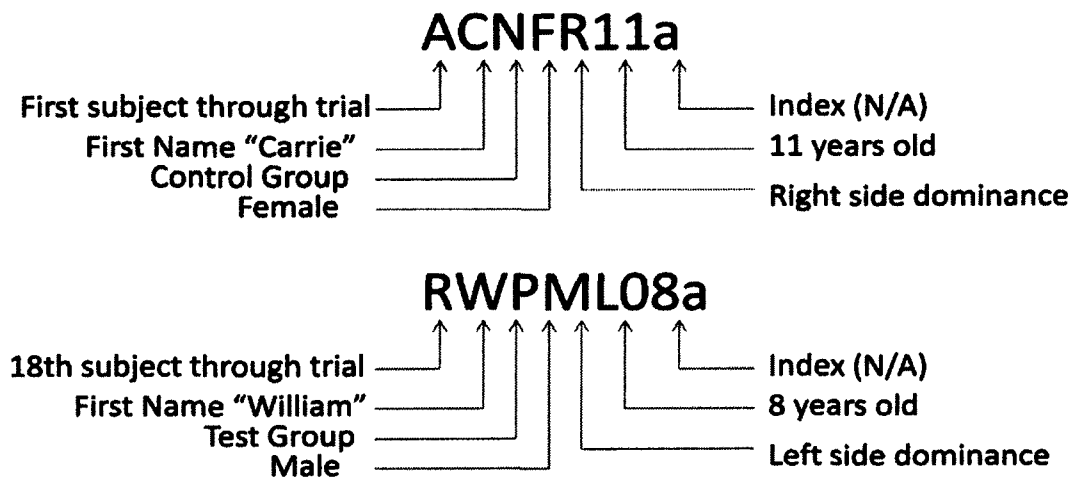 ACNFR11a
First subject through trial
First Name “Carrie”
Control Group
Female
Index (N/A)
11 years old
Right side dominance
RWPML08a
18th subject through trial
First Name “William”
Test Group
Male
Index (N/A)
8 years old
Left side dominance